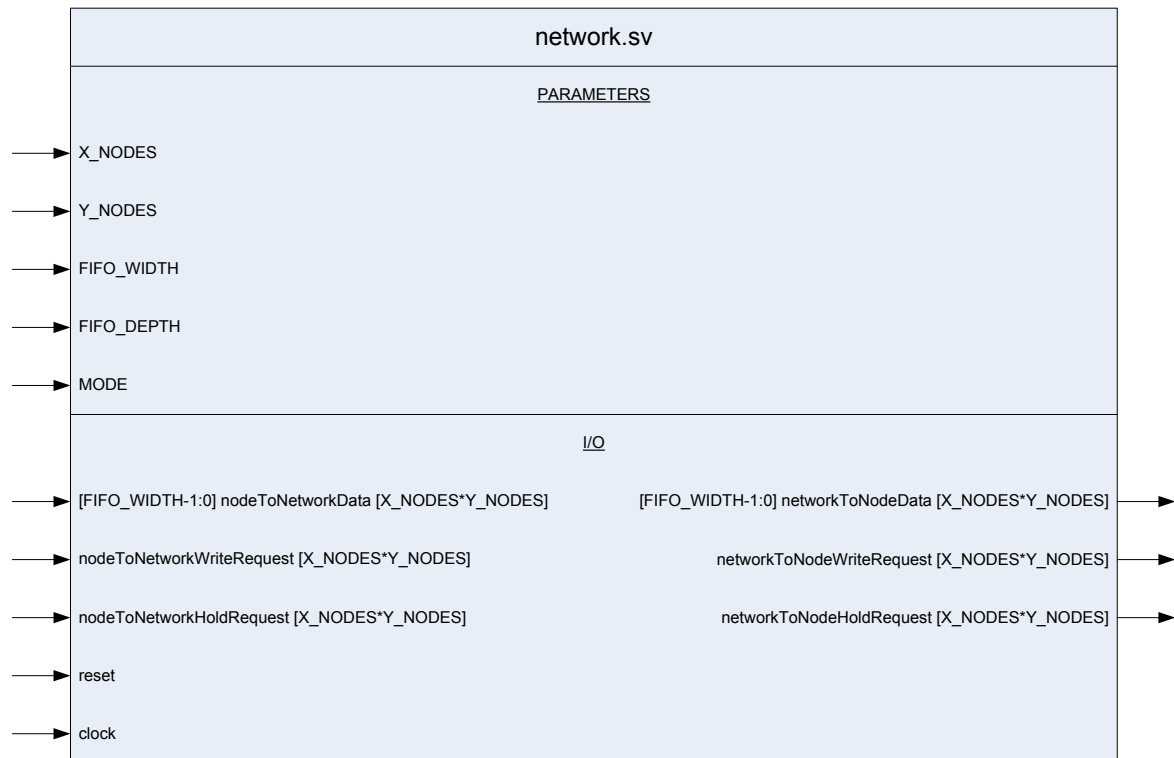 network.sv
PARAMETERS
X_NODES
Y_NODES
FIFO_WIDTH
FIFO_DEPTH
MODE
I/O
[FIFO_WIDTH-1:0] nodeToNetworkData [X_NODES*Y_NODES] [FIFO_WIDTH-1:0] networkToNodeData [X_NODES*Y_NODES]
nodeToNetworkWriteRequest [X_NODES*Y_NODES] networkToNodeWriteRequest [X_NODES*Y_NODES]
nodeToNetworkHoldRequest [X_NODES*Y_NODES] networkToNodeHoldRequest [X_NODES*Y_NODES]
reset
clock